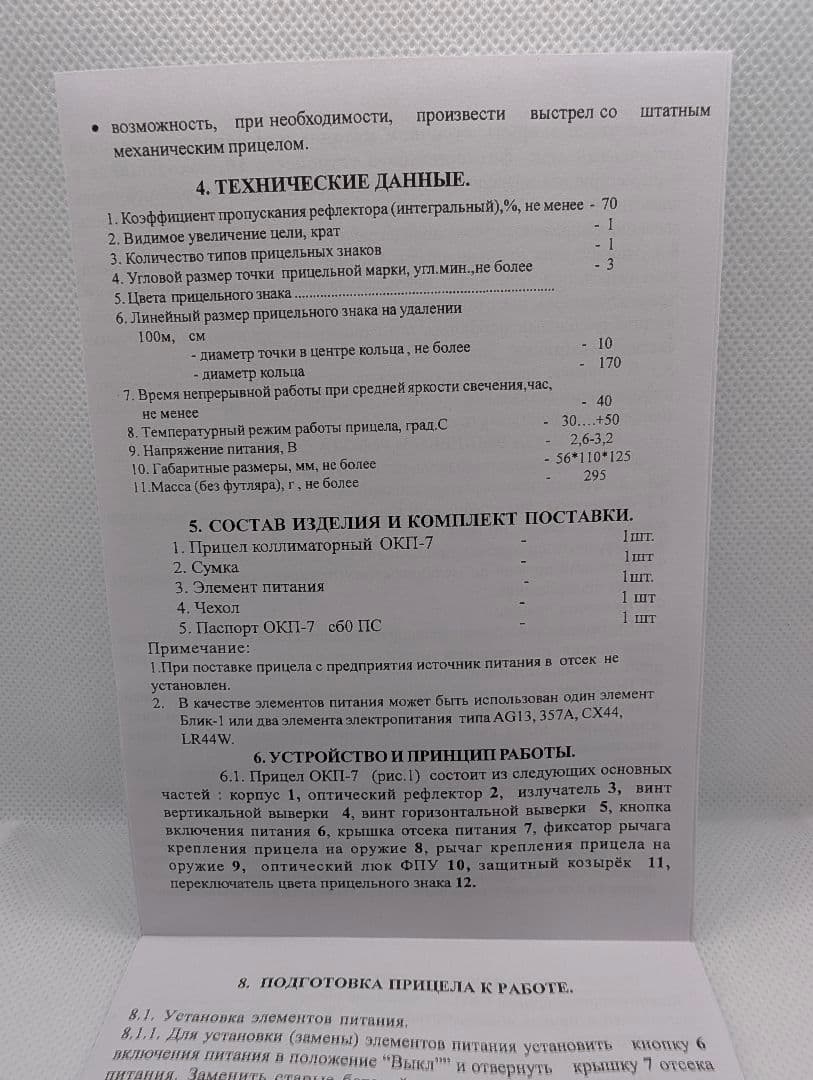 • возможность, при необходимости, произвести выстрел со штатным
механическим прицелом.
4. ТЕХНИЧЕСКИЕ ДАННЫЕ.
1. Коэффициент пропускания рефлектора (интегральный),%, не менее - 70
2. Видимое увеличение цели, крат - 1
3. Количество типов прицельных знаков - 1
4. Угловой размер точки прицельной марки, угл.мин.,не более - 3
5. Цвета прицельного знака ..............................................................
6. Линейный размер прицельного знака на удалении
100м, см
- диаметр точки в центре кольца , не более - 10
- диаметр кольца - 170
7. Время непрерывной работы при средней яркости свечения,час,
не менее - 40
8. Температурный режим работы прицела, град.С - 30….+50
9. Напряжение питания, В - 2,6-3,2
10. Габаритные размеры, мм, не более - 56*110*125
11.Масса (без футляра), г , не более - 295
5. СОСТАВ ИЗДЕЛИЯ И КОМПЛЕКТ ПОСТАВКИ.
1. Прицел коллиматорный ОКП-7 - 1шт.
2. Сумка - 1шт
3. Элемент питания - 1шт.
4. Чехол - 1 шт
5. Паспорт ОКП-7 сб0 ПС - 1 шт
Примечание:
1.При поставке прицела с предприятия источник питания в отсек не
установлен.
2. В качестве элементов питания может быть использован один элемент
Блик-1 или два элемента электропитания типа AG13, 357A, CX44,
LR44W.
6. УСТРОЙСТВО И ПРИНЦИП РАБОТЫ.
6.1. Прицел ОКП-7 (рис.1) состоит из следующих основных
частей : корпус 1, оптический рефлектор 2, излучатель 3, винт
вертикальной выверки 4, винт горизонтальной выверки 5, кнопка
включения питания 6, крышка отсека питания 7, фиксатор рычага
крепления прицела на оружие 8, рычаг крепления прицела на
оружие 9, оптический люк ФПУ 10, защитный козырёк 11,
переключатель цвета прицельного знака 12.
8. ПОДГОТОВКА ПРИЦЕЛА К РАБОТЕ.
8.1. Установка элементов питания.
8.1.1. Для установки (замены) элементов питания установить кнопку 6
включения питания в положение “Выкл”” и отвернуть крышку 7 отсека
питания. Заменить старые